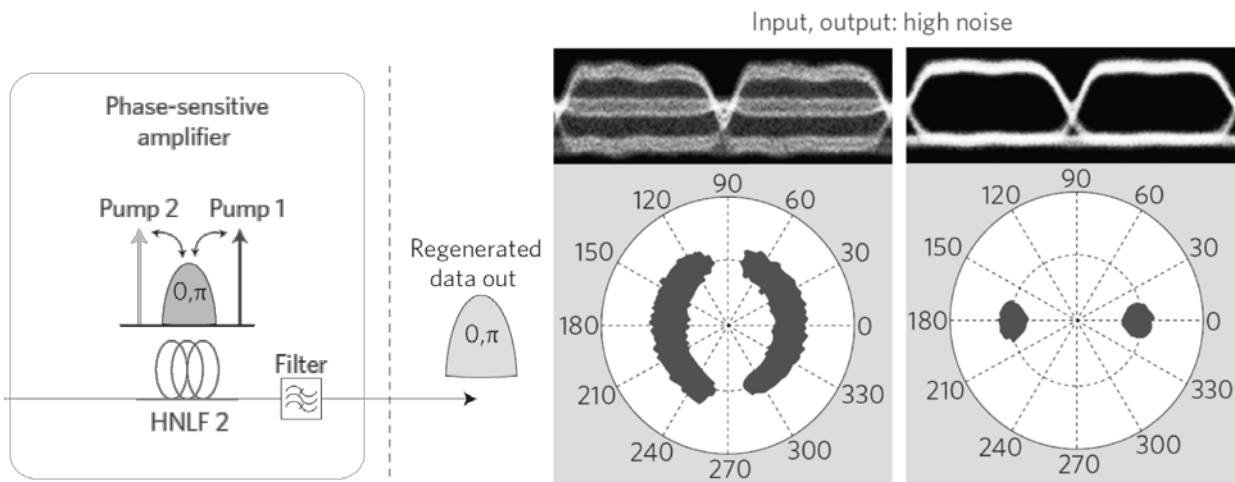 Input, output: high noise
Phase-sensitive
amplifier
Pump 2
Pump 1
0,π
HNLF 2
Filter
Regenerated
data out
0,π
90
120
60
150
30
180
0
210
330
240
300
270
90
120
60
150
30
180
0
210
330
240
300
270